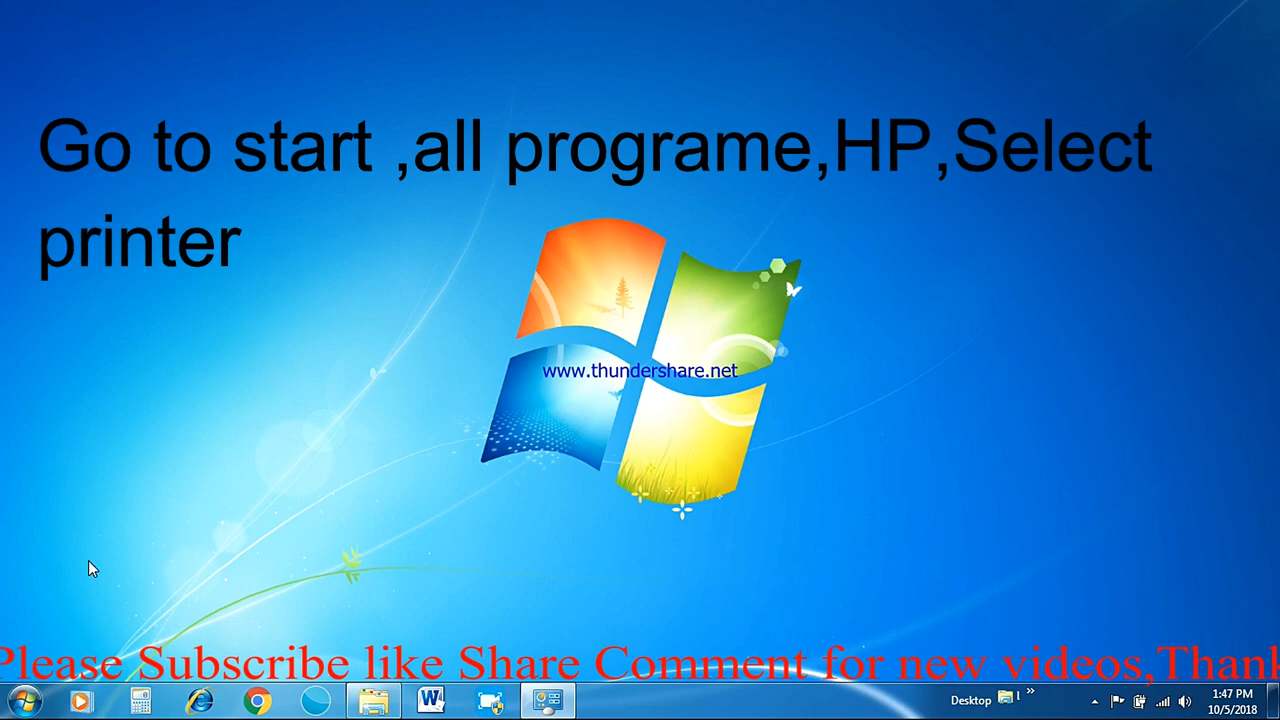 Go to start ,all programe,HP,Select
printer
www.thundershare.net
Please Subscribe like Share Comment for new videos,Thank
Desktop
1:47 PM
10/5/2018